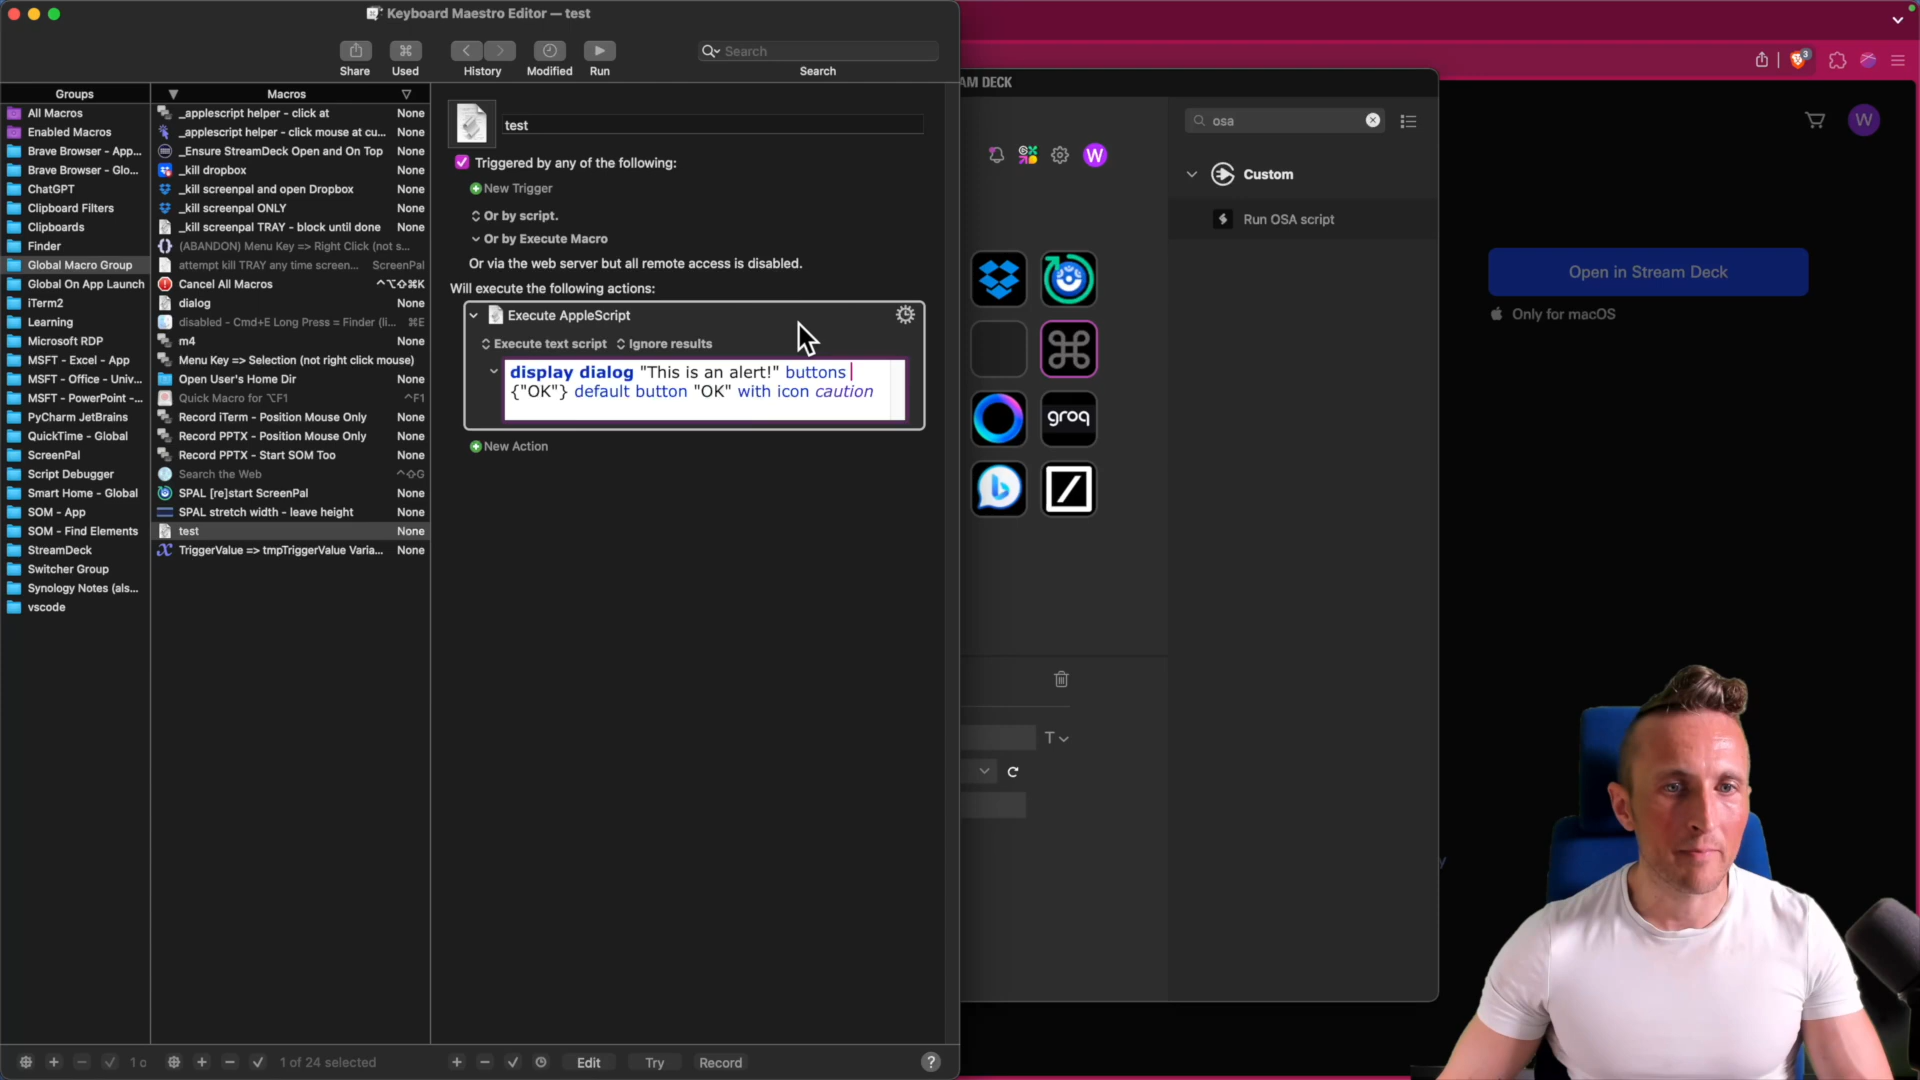 Keyboard Maestro Editor — test
Share
Used
History
Modified
Run
Search
Search
Groups
All Macros
Enabled Macros
Brave Browser - App...
Brave Browser - Glo...
ChatGPT
Clipboard Filters
Clipboards
Finder
Global Macro Group
Global On App Launch
iTerm2
Learning
Microsoft RDP
MSFT - Excel - App
MSFT - Office - Univ...
MSFT - PowerPoint -...
PyCharm JetBrains
QuickTime - Global
ScreenPal
Script Debugger
Smart Home - Global
SOM - App
SOM - Find Elements
StreamDeck
Switcher Group
Synology Notes (als...
vscode
Macros
_applescript helper - click at None
_applescript helper - click mouse at cu... None
_Ensure StreamDeck Open and On Top None
_kill dropbox None
_kill screenpal and open Dropbox None
_kill screenpal ONLY None
_kill screenpal TRAY - block until done None
(ABANDON) Menu Key => Right Click (not s...
attempt kill TRAY any time screen... ScreenPal
Cancel All Macros ^⌥⇧⌘K
dialog None
disabled - Cmd+E Long Press = Finder (li... ⌘E
m4 None
Menu Key => Selection (not right click mouse)
Open User's Home Dir None
Quick Macro for ⌥F1 ^F1
Record iTerm - Position Mouse Only None
Record PPTX - Position Mouse Only None
Record PPTX - Start SOM Too None
Search the Web ^⇧G
SPAL [re]start ScreenPal None
SPAL stretch width - leave height None
test None
TriggerValue => tmpTriggerValue Varia... None
test
Triggered by any of the following:
New Trigger
Or by script.
Or by Execute Macro
Or via the web server but all remote access is disabled.
Will execute the following actions:
Execute AppleScript
Execute text script Ignore results
display dialog "This is an alert!" buttons
{"OK"} default button "OK" with icon caution
New Action
1 of 24 selected
Edit
Try
Record
?
AM DECK
W
osa
Custom
Run OSA script
groq
b
T
3
W
Open in Stream Deck
Only for macOS